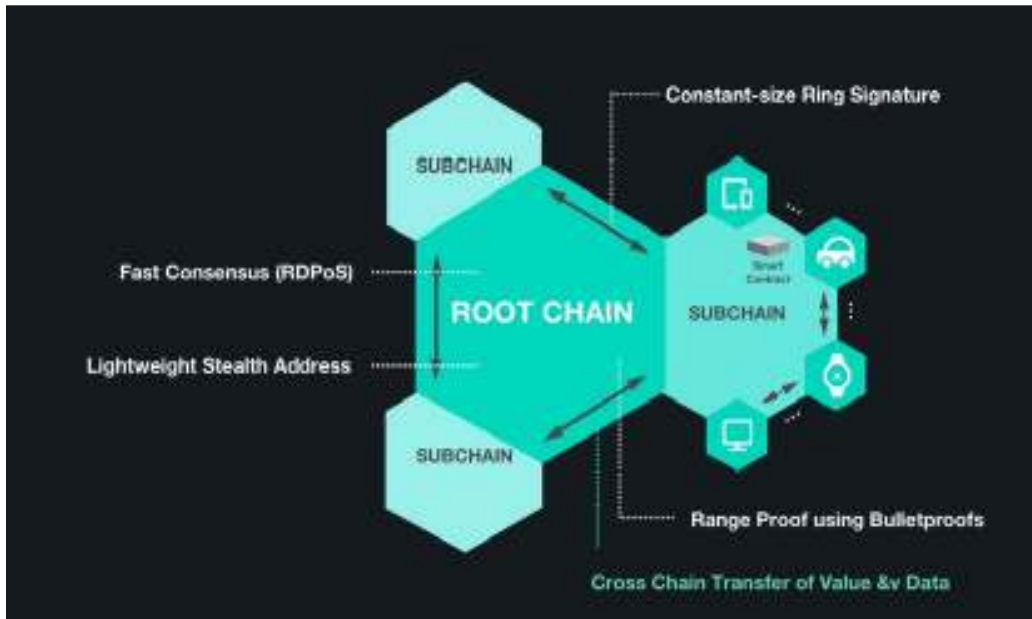 Constant-size Ring Signature
SUBCHAIN
Fast Consensus (RDPoS)
Smart
Contract
ROOT CHAIN
SUBCHAIN
Lightweight Stealth Address
SUBCHAIN
Range Proof using Bulletproofs
Cross Chain Transfer of Value &v Data